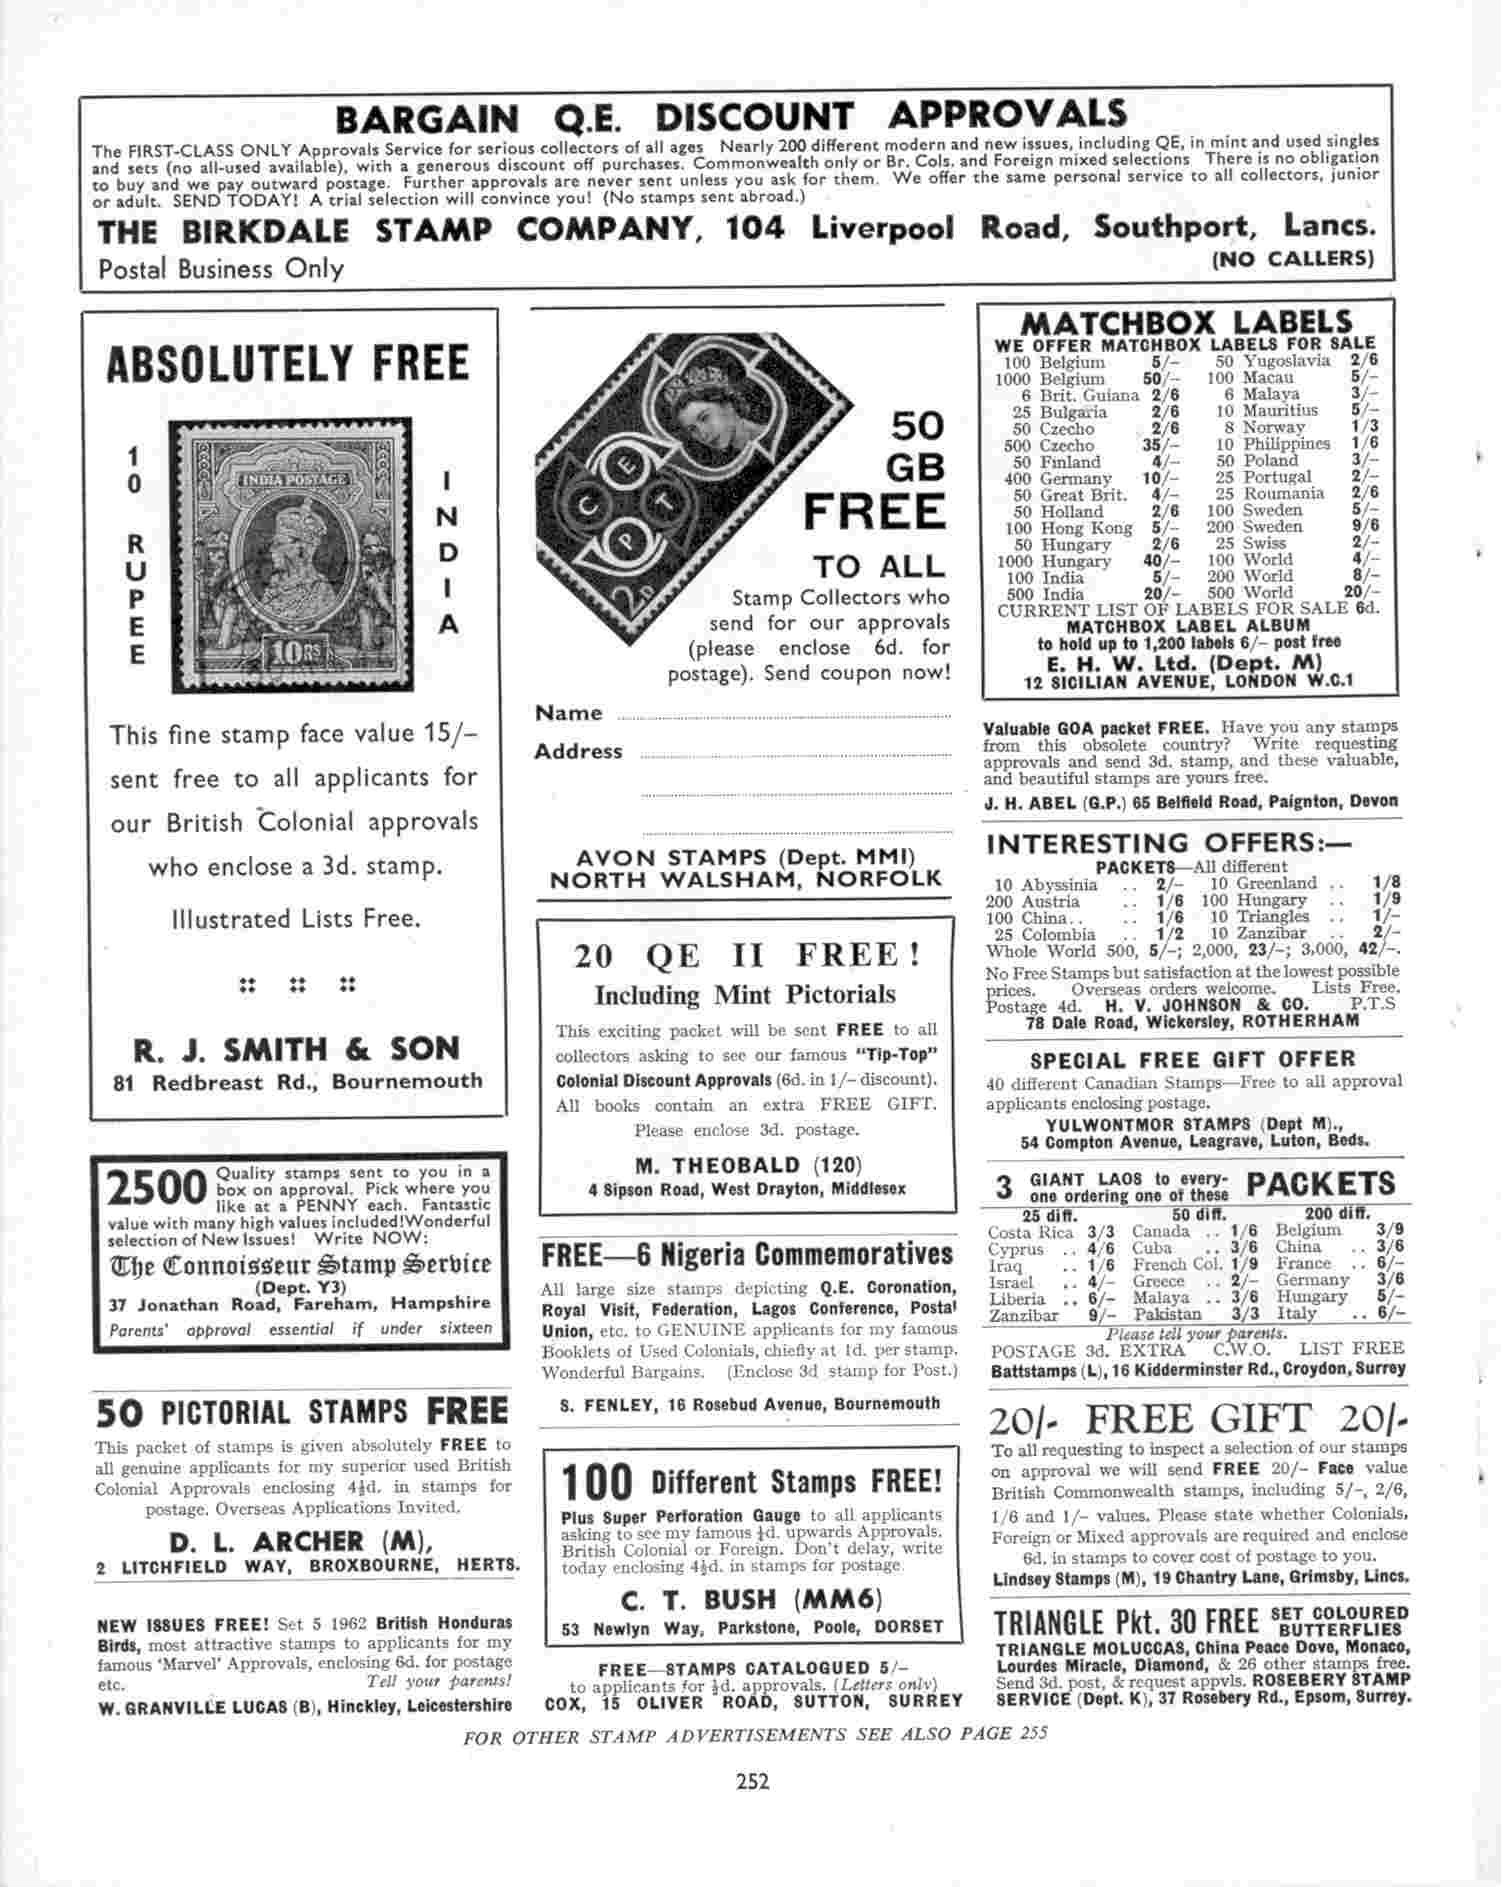 BARGAIN Q.E. DISCOUNT APPROVALS
The FIRST-CLASS ONLY Approvals Service for serious collectors of all ages Nearly 200 different modern and new issues, including QE, in mint and used singles
and sets (no all-used available), with a generous discount off purchases. Commonwealth only or Br. Cols. and Foreign mixed selections There is no obligation
to buy and we pay outward postage. Further approvals are never sent unless you ask for them. We offer the same personal service to all collectors, junior
or adult. SEND TODAY! A trial selection will convince you! (No stamps sent abroad.)
THE BIRKDALE STAMP COMPANY, 104 Liverpool Road, Southport, Lancs.
Postal Business Only
(NO CALLERS)
ABSOLUTELY FREE
10 RUPEE
INDIA POSTAGE
10 RS
INDIA
This fine stamp face value 15/–
sent free to all applicants for
our British Colonial approvals
who enclose a 3d. stamp.
Illustrated Lists Free.
R. J. SMITH & SON
81 Redbreast Rd., Bournemouth
2500 Quality stamps sent to you in a
box on approval. Pick where you
like at a PENNY each. Fantastic
value with many high values included! Wonderful
selection of New Issues! Write NOW:
The Connoisseur Stamp Service
(Dept. Y3)
37 Jonathan Road, Fareham, Hampshire
Parents' approval essential if under sixteen
50 PICTORIAL STAMPS FREE
This packet of stamps is given absolutely FREE to
all genuine applicants for my superior used British
Colonial Approvals enclosing 4½d. in stamps for
postage. Overseas Applications Invited.
D. L. ARCHER (M),
2 LITCHFIELD WAY, BROXBOURNE, HERTS.
NEW ISSUES FREE! Set 5 1962 British Honduras
Birds, most attractive stamps to applicants for my
famous 'Marvel' Approvals, enclosing 6d. for postage
etc. Tell your parents!
W. GRANVILLE LUCAS (B), Hinckley, Leicestershire
CEPT
2D
50
GB
FREE
TO ALL
Stamp Collectors who
send for our approvals
(please enclose 6d. for
postage). Send coupon now!
Name
Address
AVON STAMPS (Dept. MMI)
NORTH WALSHAM, NORFOLK
20 QE II FREE!
Including Mint Pictorials
This exciting packet will be sent FREE to all
collectors asking to see our famous "Tip-Top"
Colonial Discount Approvals (6d. in 1/– discount).
All books contain an extra FREE GIFT.
Please enclose 3d. postage.
M. THEOBALD (120)
4 Sipson Road, West Drayton, Middlesex
FREE—6 Nigeria Commemoratives
All large size stamps depicting Q.E. Coronation,
Royal Visit, Federation, Lagos Conference, Postal
Union, etc. to GENUINE applicants for my famous
Booklets of Used Colonials, chiefly at 1d. per stamp.
Wonderful Bargains. (Enclose 3d stamp for Post.)
S. FENLEY, 16 Rosebud Avenue, Bournemouth
100 Different Stamps FREE!
Plus Super Perforation Gauge to all applicants
asking to see my famous ½d. upwards Approvals.
British Colonial or Foreign. Don't delay, write
today enclosing 4½d. in stamps for postage.
C. T. BUSH (MM6)
53 Newlyn Way, Parkstone, Poole, DORSET
FREE—STAMPS CATALOGUED 5/–
to applicants for ½d. approvals. (Letters only)
COX, 15 OLIVER ROAD, SUTTON, SURREY
MATCHBOX LABELS
WE OFFER MATCHBOX LABELS FOR SALE
100 Belgium 5/– 50 Yugoslavia 2/6
1000 Belgium 50/– 100 Macau 5/–
6 Brit. Guiana 2/6 6 Malaya 3/–
25 Bulgaria 2/6 10 Mauritius 5/–
50 Czecho 2/6 8 Norway 1/3
500 Czecho 35/– 10 Philippines 1/6
50 Finland 4/– 50 Poland 3/–
400 Germany 10/– 25 Portugal 2/–
50 Great Brit. 4/– 25 Roumania 2/6
50 Holland 2/6 100 Sweden 5/–
100 Hong Kong 5/– 200 Sweden 9/6
50 Hungary 2/6 25 Swiss 2/–
1000 Hungary 40/– 100 World 4/–
100 India 5/– 200 World 8/–
500 India 20/– 500 World 20/–
CURRENT LIST OF LABELS FOR SALE 6d.
MATCHBOX LABEL ALBUM
to hold up to 1,200 labels 6/– post free
E. H. W. Ltd. (Dept. M)
12 SICILIAN AVENUE, LONDON W.C.1
Valuable GOA packet FREE. Have you any stamps
from this obsolete country? Write requesting
approvals and send 3d. stamp, and these valuable,
and beautiful stamps are yours free.
J. H. ABEL (G.P.) 65 Belfield Road, Paignton, Devon
INTERESTING OFFERS:—
PACKETS—All different
10 Abyssinia .. 2/– 10 Greenland .. 1/8
200 Austria .. 1/6 100 Hungary .. 1/9
100 China .. .. 1/6 10 Triangles .. 1/–
25 Colombia .. 1/2 10 Zanzibar .. 2/–
Whole World 500, 5/–; 2,000, 23/–; 3,000, 42/–.
No Free Stamps but satisfaction at the lowest possible
prices. Overseas orders welcome. Lists Free.
Postage 4d. H. V. JOHNSON & CO. P.T.S
78 Dale Road, Wickersley, ROTHERHAM
SPECIAL FREE GIFT OFFER
40 different Canadian Stamps—Free to all approval
applicants enclosing postage.
YULWONTMOR STAMPS (Dept M).,
54 Compton Avenue, Leagrave, Luton, Beds.
3 GIANT LAOS to every-
one ordering one of these PACKETS
25 diff. 50 diff. 200 diff.
Costa Rica 3/3 Canada .. 1/6 Belgium 3/9
Cyprus .. 4/6 Cuba .. 3/6 China .. 3/6
Iraq .. 1/6 French Col. 1/9 France .. 6/–
Israel .. 4/– Greece .. 2/– Germany 3/6
Liberia .. 6/– Malaya .. 3/6 Hungary 5/–
Zanzibar 9/– Pakistan 3/3 Italy .. 6/–
Please tell your parents.
POSTAGE 3d. EXTRA C.W.O. LIST FREE
Battstamps (L), 16 Kidderminster Rd., Croydon, Surrey
20/- FREE GIFT 20/-
To all requesting to inspect a selection of our stamps
on approval we will send FREE 20/– Face value
British Commonwealth stamps, including 5/–, 2/6,
1/6 and 1/– values. Please state whether Colonials,
Foreign or Mixed approvals are required and enclose
6d. in stamps to cover cost of postage to you.
Lindsey Stamps (M), 19 Chantry Lane, Grimsby, Lincs.
TRIANGLE Pkt. 30 FREE SET COLOURED
BUTTERFLIES
TRIANGLE MOLUCCAS, China Peace Dove, Monaco,
Lourdes Miracle, Diamond, & 26 other stamps free.
Send 3d. post, & request appvls. ROSEBERY STAMP
SERVICE (Dept. K), 37 Rosebery Rd., Epsom, Surrey.
FOR OTHER STAMP ADVERTISEMENTS SEE ALSO PAGE 255
252